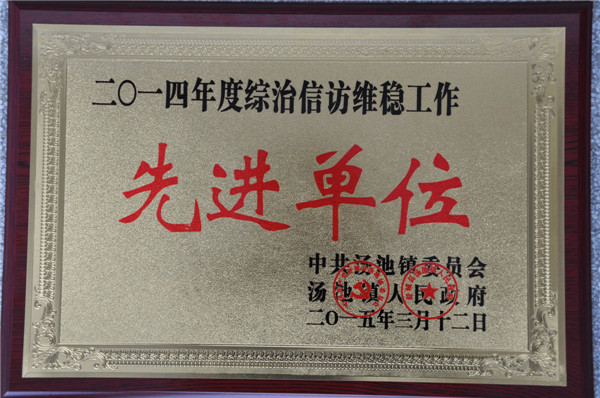 二〇一四年度综治信访维稳工作
先进单位
中共汤池镇委员会
汤池镇人民政府
二〇一五年三月十二日